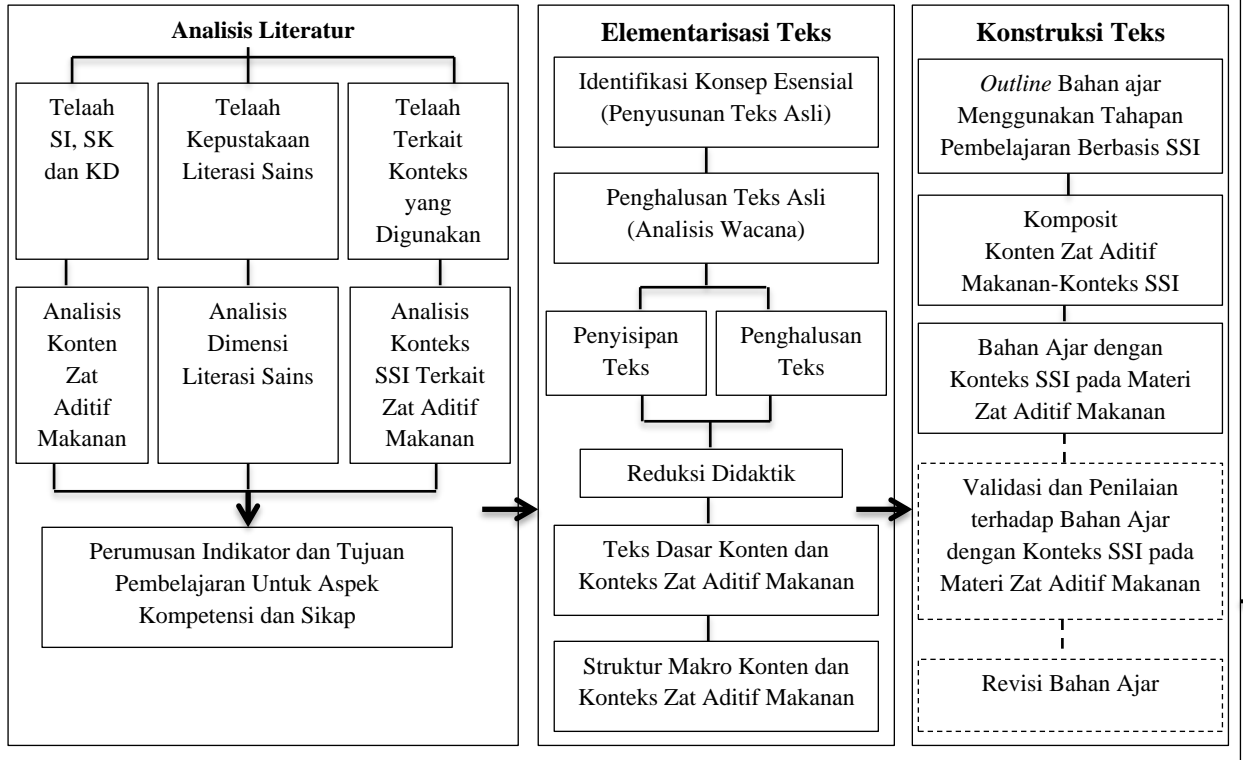 Analisis Literatur
Telaah
SI, SK
dan KD
Telaah
Kepustakaan
Literasi Sains
Telaah
Terkait
Konteks
yang
Digunakan
Analisis
Konten
Zat
Aditif
Makanan
Analisis
Dimensi
Literasi Sains
Analisis
Konteks
SSI Terkait
Zat Aditif
Makanan
Perumusan Indikator dan Tujuan
Pembelajaran Untuk Aspek
Kompetensi dan Sikap
Elementarisasi Teks
Identifikasi Konsep Esensial
(Penyusunan Teks Asli)
Penghalusan Teks Asli
(Analisis Wacana)
Penyisipan
Teks
Penghalusan
Teks
Reduksi Didaktik
Teks Dasar Konten dan
Konteks Zat Aditif Makanan
Struktur Makro Konten dan
Konteks Zat Aditif Makanan
Konstruksi Teks
Outline Bahan ajar
Menggunakan Tahapan
Pembelajaran Berbasis SSI
Komposit
Konten Zat Aditif
Makanan-Konteks SSI
Bahan Ajar dengan
Konteks SSI pada Materi
Zat Aditif Makanan
Validasi dan Penilaian
terhadap Bahan Ajar
dengan Konteks SSI pada
Materi Zat Aditif Makanan
Revisi Bahan Ajar